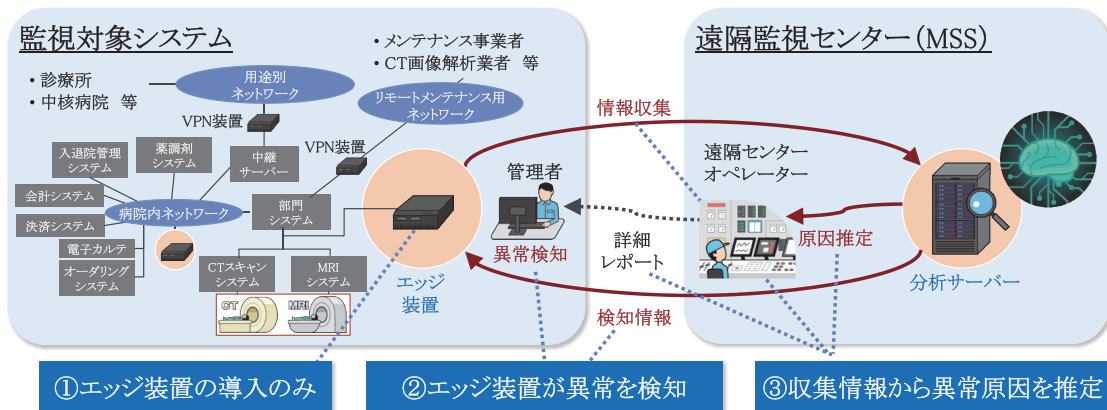 監視対象システム
・診療所
・中核病院 等
用途別
ネットワーク
・メンテナンス事業者
・CT画像解析業者 等
リモートメンテナンス用
ネットワーク
VPN装置
VPN装置
入退院管理
システム
薬調剤
システム
中継
サーバー
会計システム
病院内ネットワーク
部門
システム
決済システム
電子カルテ
オーダリング
システム
CTスキャン
システム
MRI
システム
CT
MRI
エッジ
装置
管理者
異常検知
遠隔監視センター(MSS)
情報収集
遠隔センター
オペレーター
詳細
レポート
原因推定
分析サーバー
検知情報
①エッジ装置の導入のみ
②エッジ装置が異常を検知
③収集情報から異常原因を推定